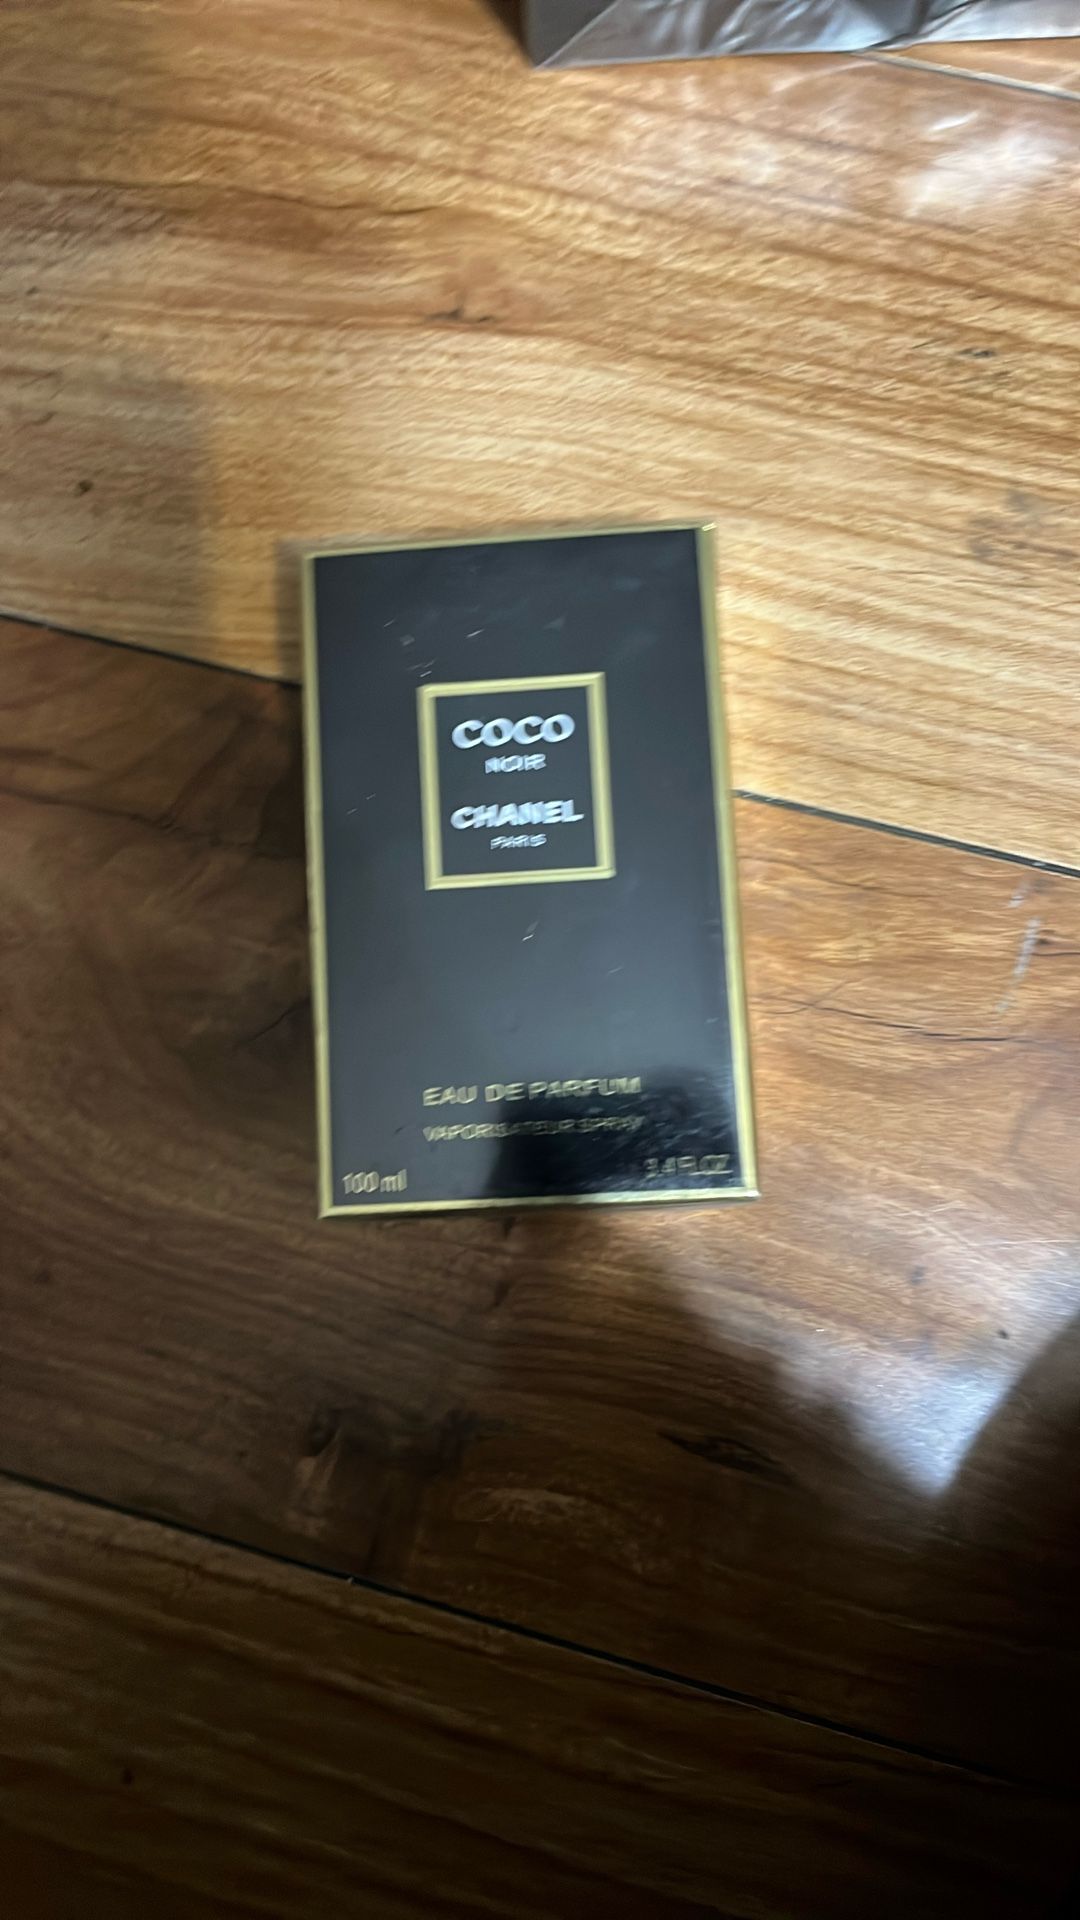 COCO
NOIR
CHANEL
PARIS
EAU DE PARFUM
VAPORISATEUR SPRAY
100 ml
3.4 FL.OZ